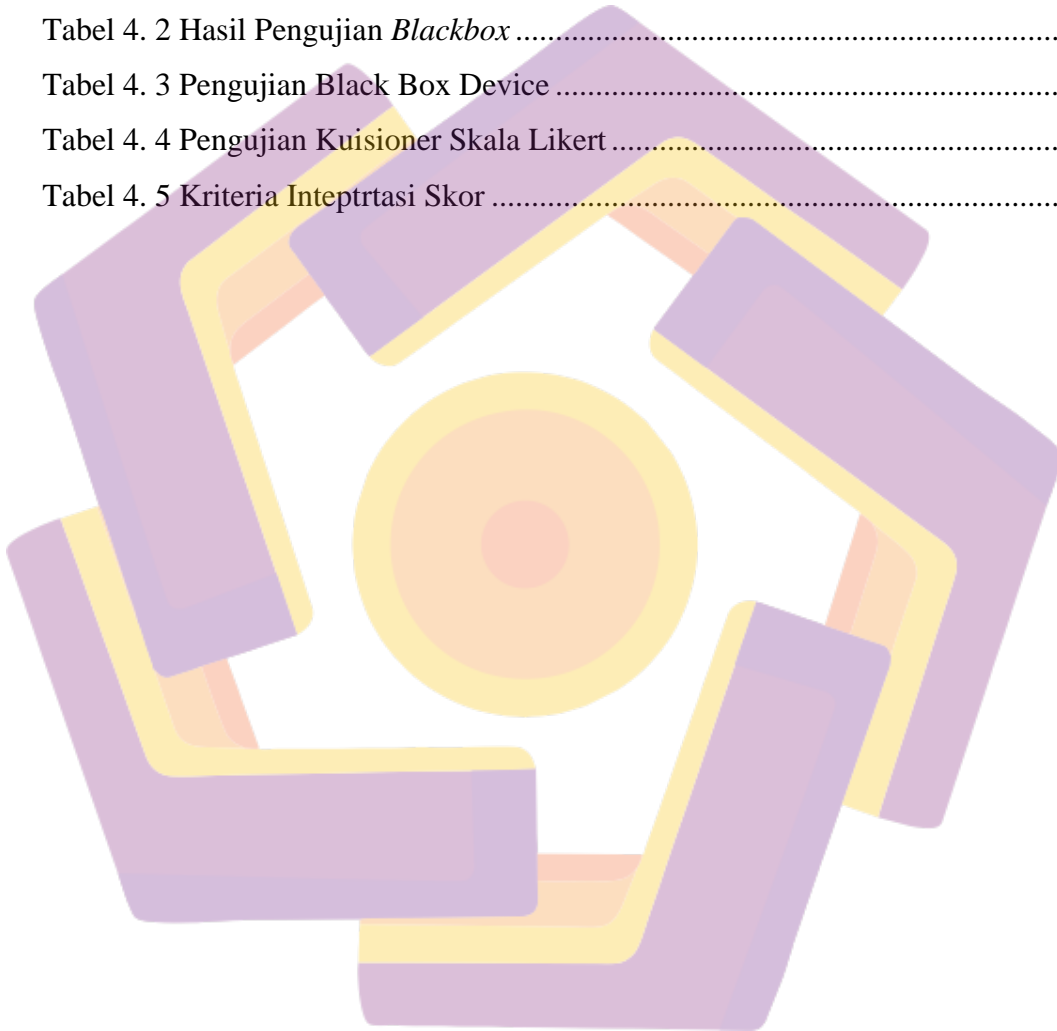 Tabel 4. 2 Hasil Pengujian Blackbox ..................................................................
Tabel 4. 3 Pengujian Black Box Device .............................................................
Tabel 4. 4 Pengujian Kuisioner Skala Likert ......................................................
Tabel 4. 5 Kriteria Inteptrtasi Skor .....................................................................